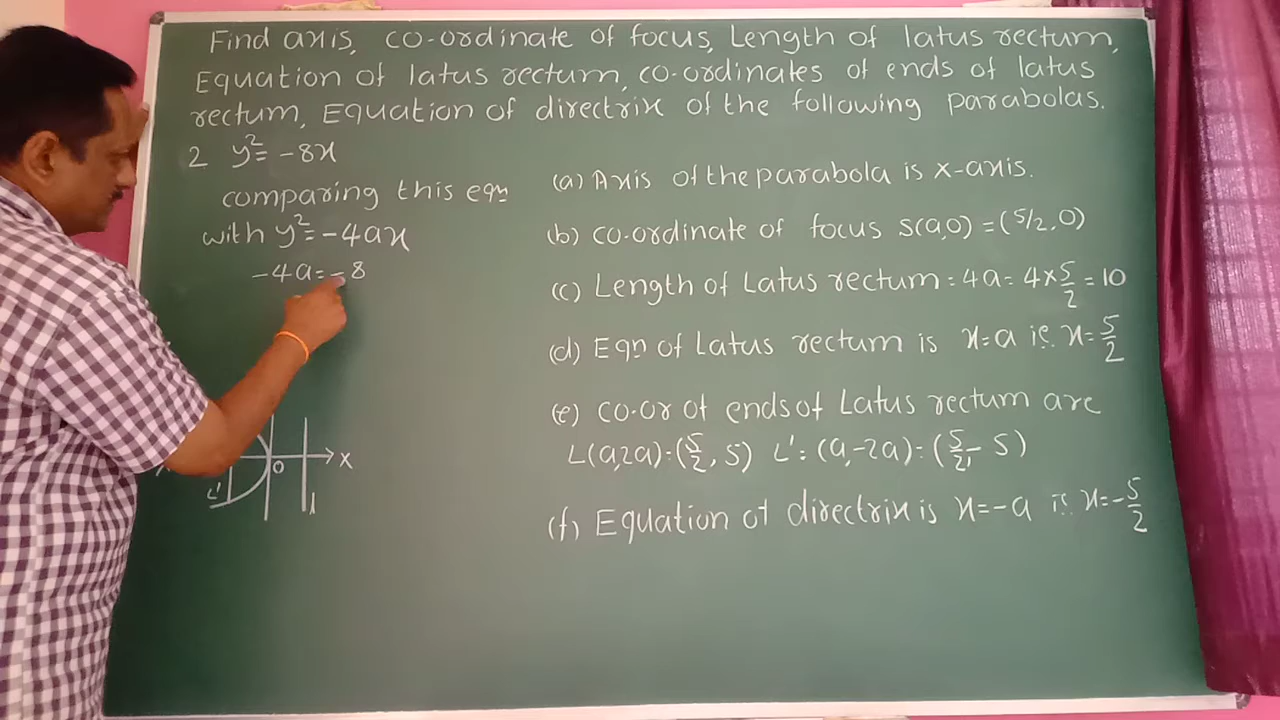 Find axis, co-ordinate of focus, Length of latus rectum,
Equation of latus rectum, co-ordinates of ends of latus
rectum, Equation of directrix of the following parabolas.
2 y²= -8x
comparing this eqn
with y²= -4ax
-4a = -8
X
O
L'
(a) Axis of the parabola is x-axis.
(b) co-ordinate of focus S(a,0) = (5/2, 0)
(c) Length of Latus rectum = 4a = 4×5/2 = 10
(d) Eqn of Latus rectum is x=a ie. x=5/2
(e) co-or of ends of Latus rectum are
L(a,2a) = (5/2, 5) L' = (a,-2a) = (5/2, -5)
(f) Equation of directrix is x=-a ie. x=-5/2